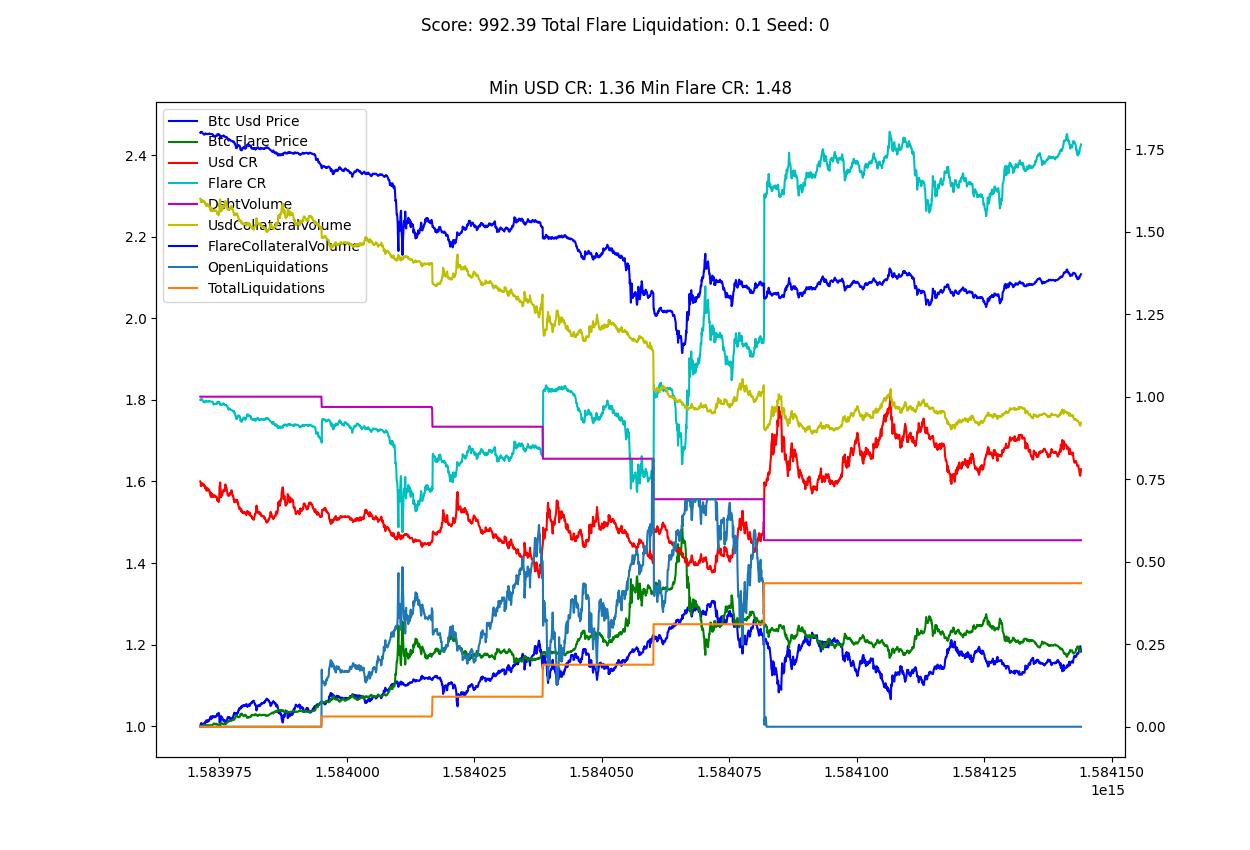 Score: 992.39 Total Flare Liquidation: 0.1 Seed: 0
Min USD CR: 1.36 Min Flare CR: 1.48
Btc Usd Price
Btc Flare Price
Usd CR
Flare CR
DebtVolume
UsdCollateralVolume
FlareCollateralVolume
OpenLiquidations
TotalLiquidations
2.4
2.2
2.0
1.8
1.6
1.4
1.2
1.0
1.75
1.50
1.25
1.00
0.75
0.50
0.25
0.00
1.583975 1.584000 1.584025 1.584050 1.584075 1.584100 1.584125 1.584150
1e15